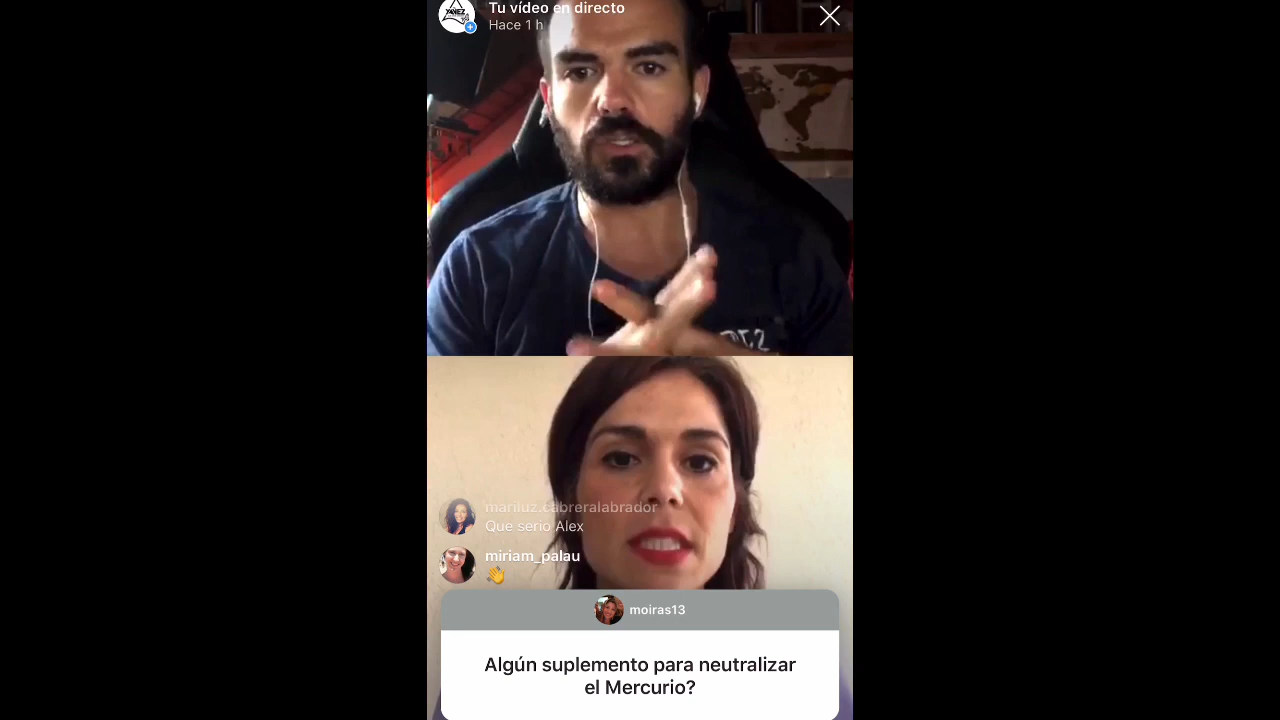 YAÑEZ
Tu vídeo en directo
Hace 1 h
mariluz.cabreralabrador
Que serio Alex
miriam_palau
moiras13
Algún suplemento para neutralizar
el Mercurio?